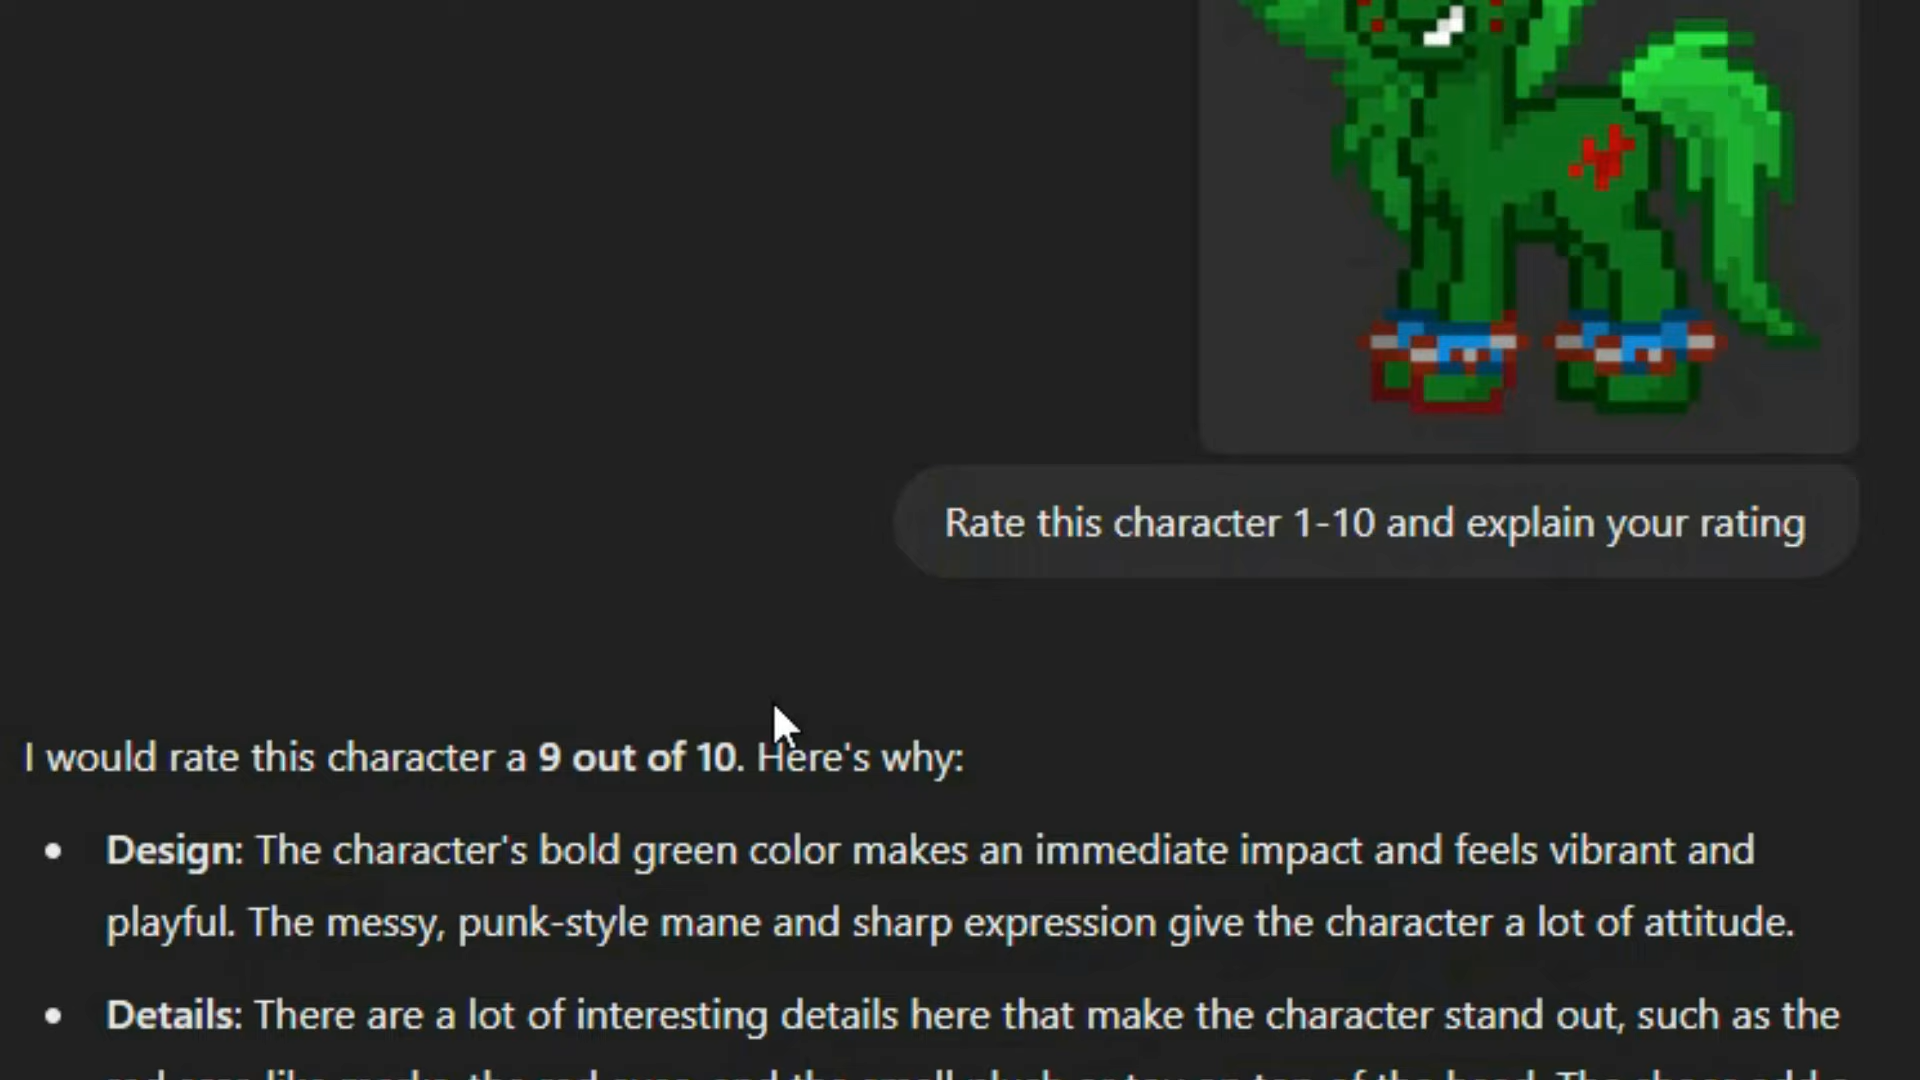 Rate this character 1-10 and explain your rating
I would rate this character a 9 out of 10. Here's why:
• Design: The character's bold green color makes an immediate impact and feels vibrant and
playful. The messy, punk-style mane and sharp expression give the character a lot of attitude.
• Details: There are a lot of interesting details here that make the character stand out, such as the